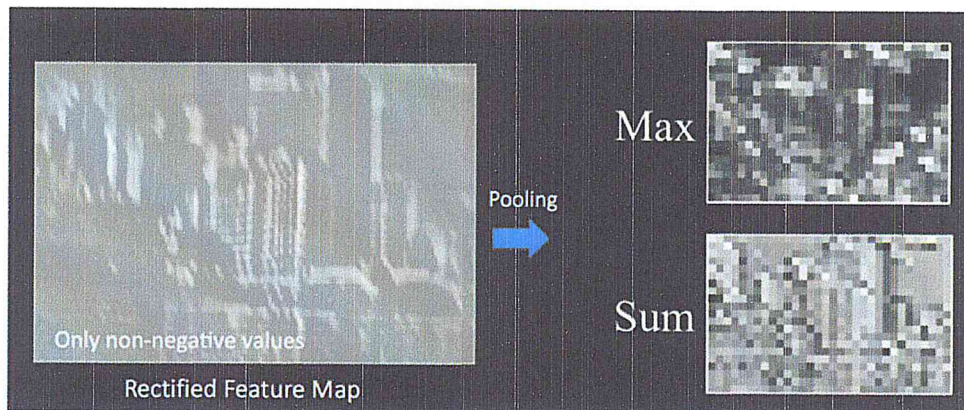 Only non-negative values
Rectified Feature Map
Pooling
Max
Sum